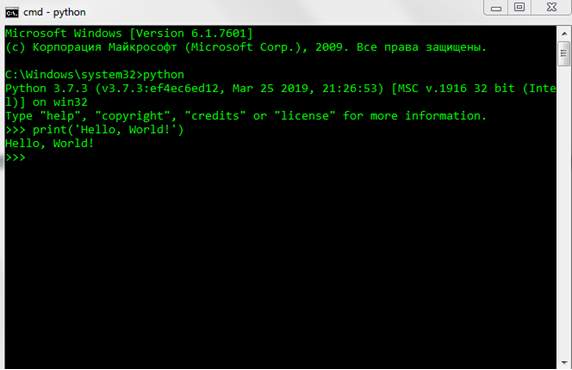 cmd - python
Microsoft Windows [Version 6.1.7601]
(c) Корпорация Майкрософт (Microsoft Corp.), 2009. Все права защищены.
C:\Windows\system32>python
Python 3.7.3 (v3.7.3:ef4ec6ed12, Mar 25 2019, 21:26:53) [MSC v.1916 32 bit (Inte
l)] on win32
Type "help", "copyright", "credits" or "license" for more information.
>>> print('Hello, World!')
Hello, World!
>>>